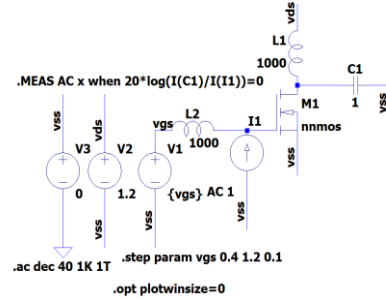 vds
L1
1000
.MEAS AC x when 20*log(I(C1)/I(I1))=0
C1
vss
1
M1
nnmos
vss
vds
vgs
L2
1000
I1
V3
V2
V1
0
1.2
{vgs}
AC 1
vss
vss
vss
vss
.step param vgs 0.4 1.2 0.1
.ac dec 40 1K 1T
.opt plotwinsize=0